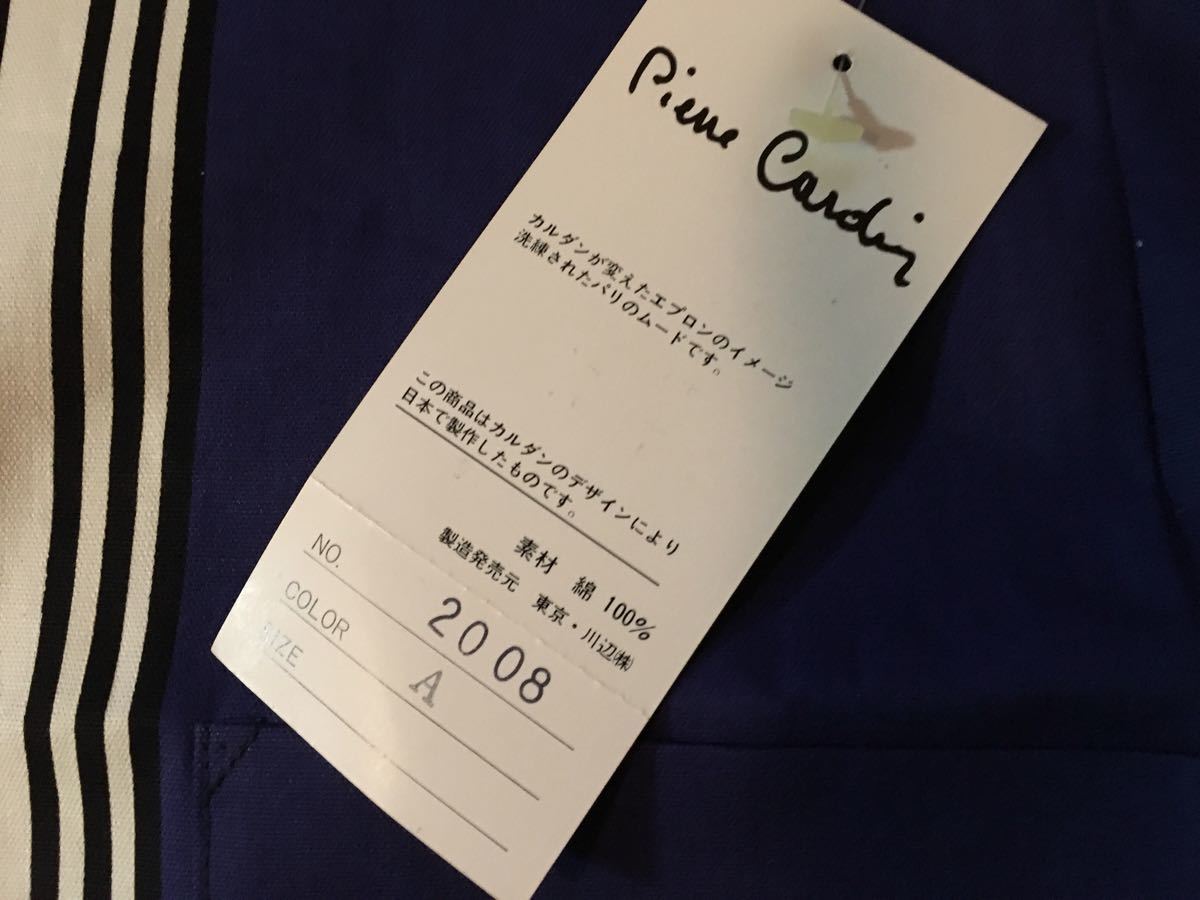 Pierre Cardin
カルダンが変えたエプロンのイメージ
洗練されたパリのムードです。
この商品はカルダンのデザインにより
日本で製作したものです。
素材 綿 100%
製造発売元 東京・川辺㈱
NO. 2008
COLOR A
SIZE